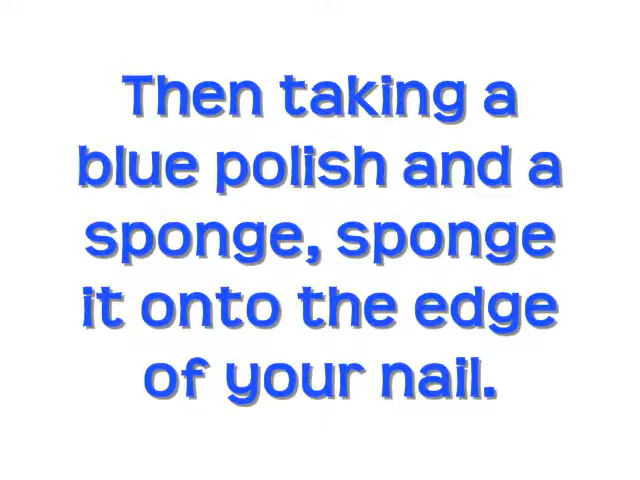 Then taking a
blue polish and a
sponge, sponge
it onto the edge
of your nail.